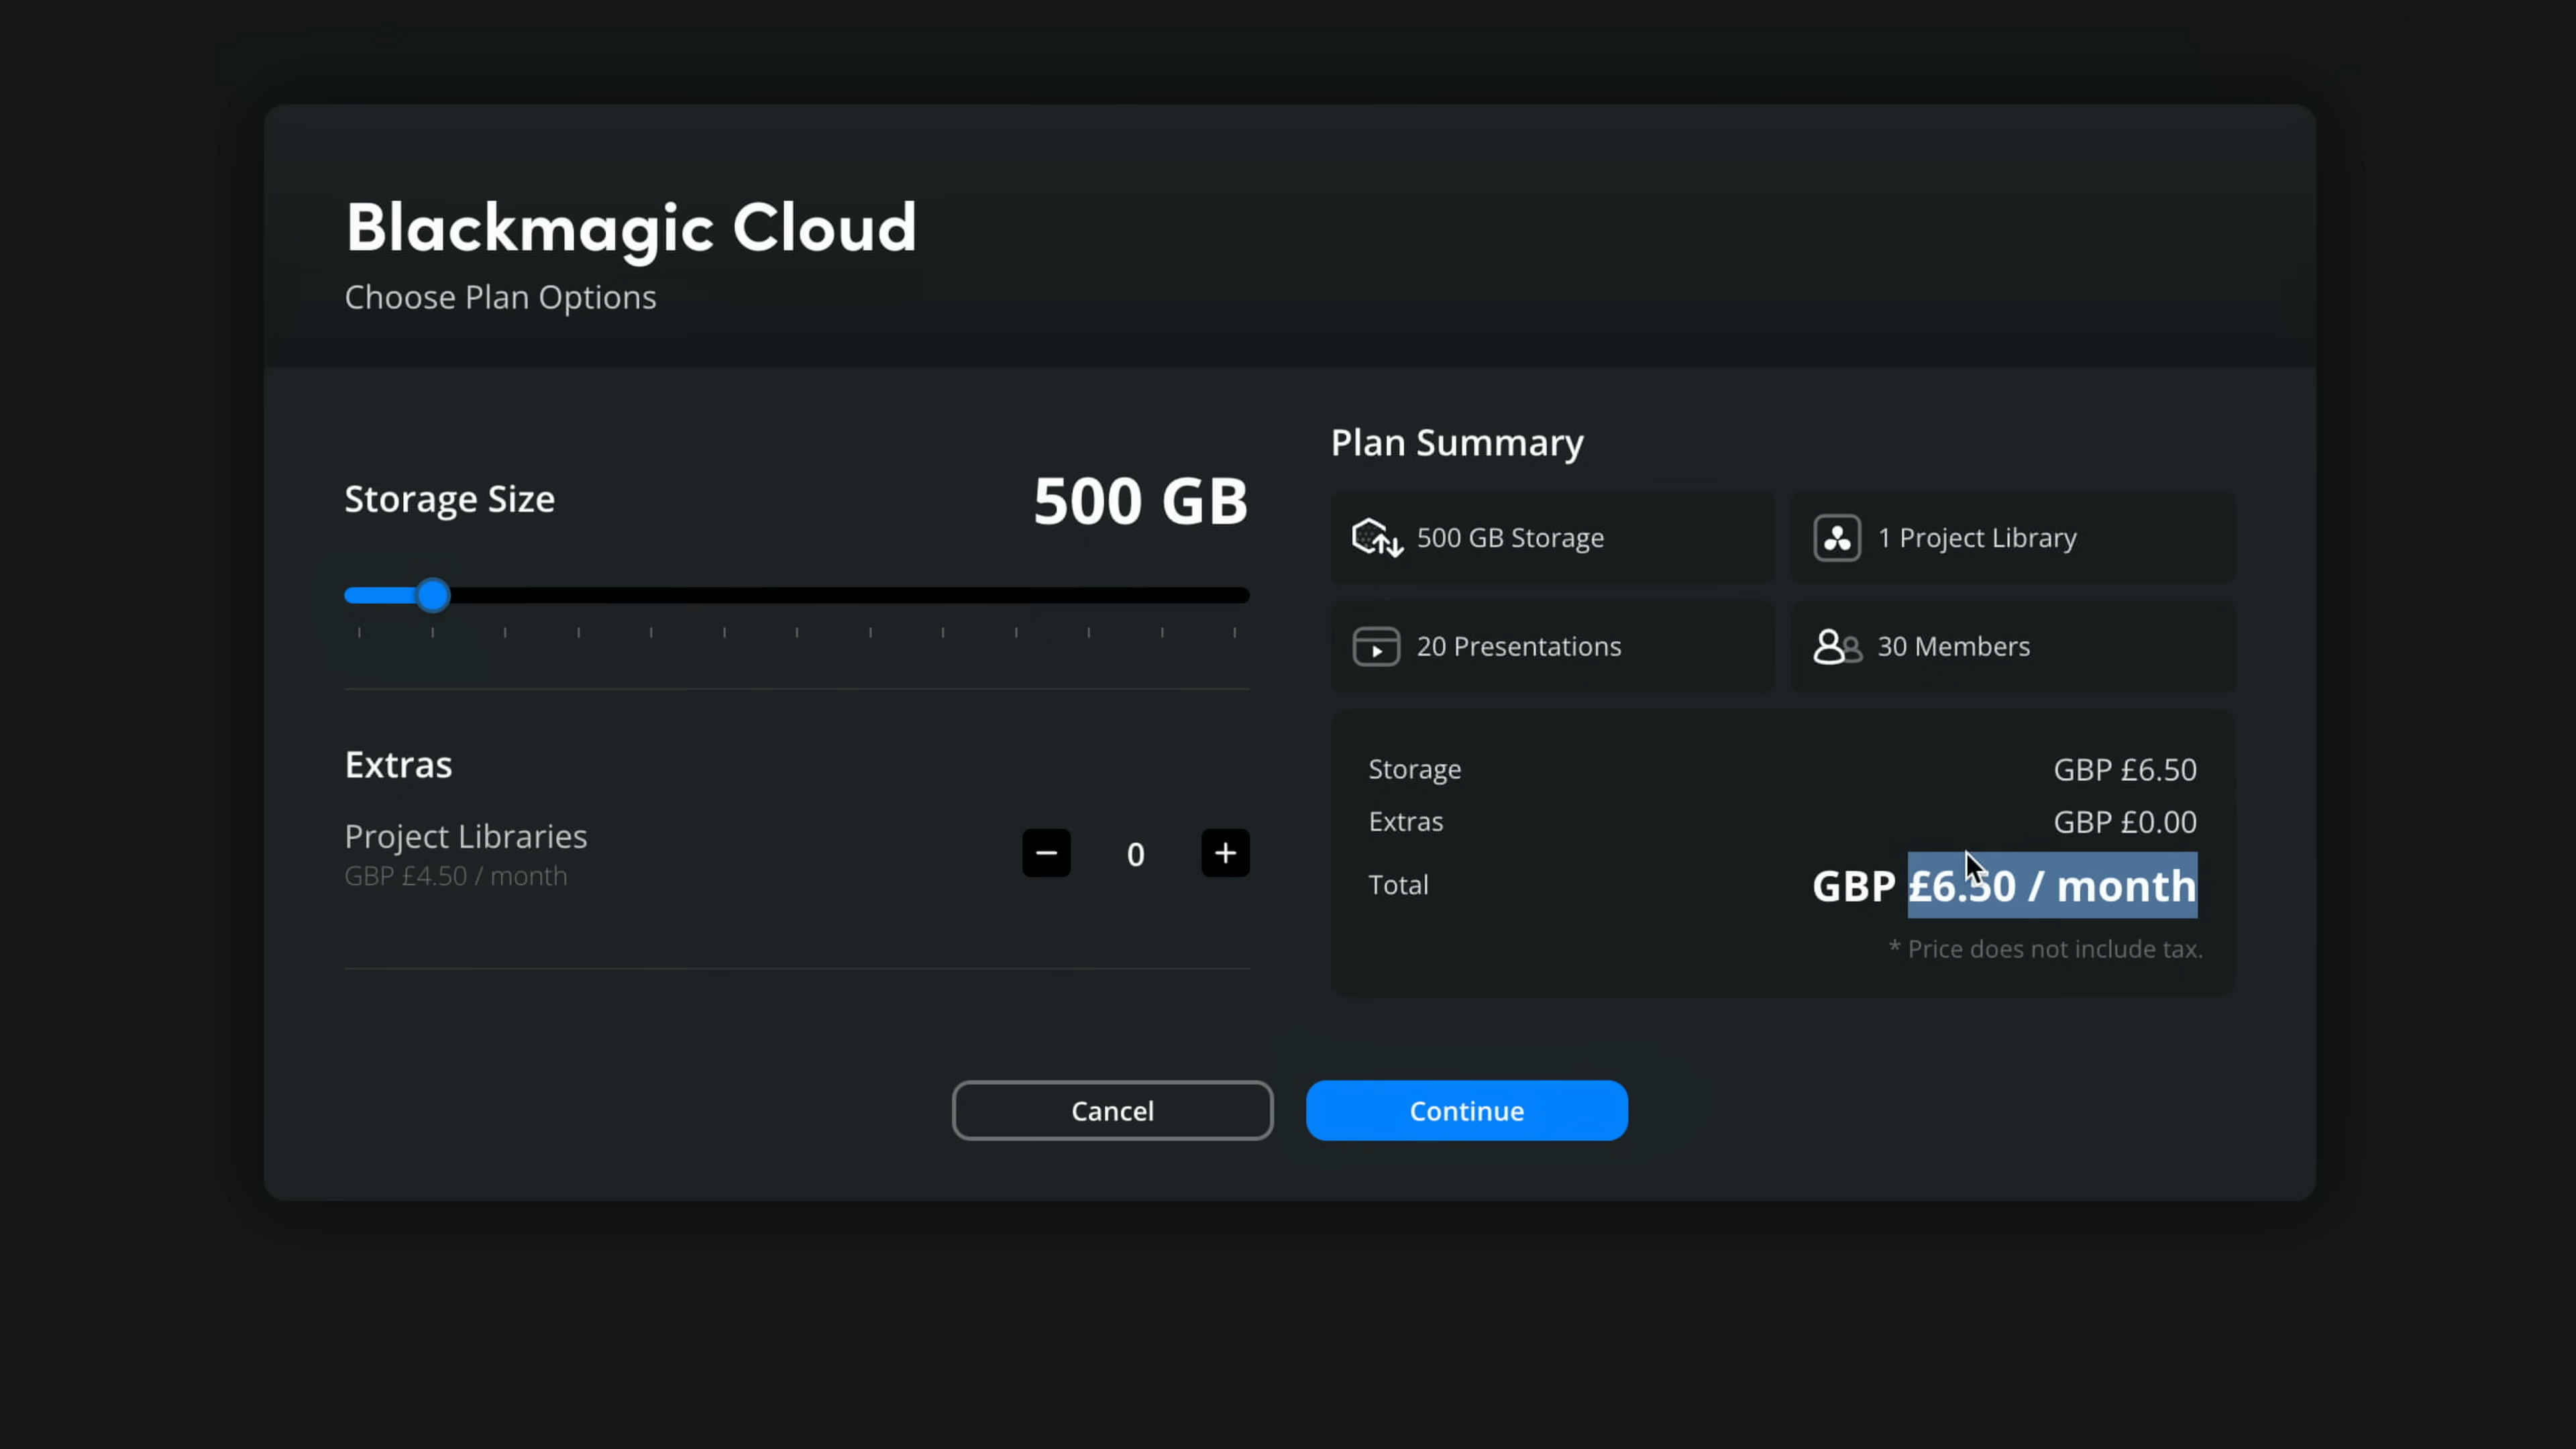 Blackmagic Cloud
Choose Plan Options
Storage Size
500 GB
Extras
Project Libraries
GBP £4.50 / month
−
0
+
Plan Summary
500 GB Storage
1 Project Library
20 Presentations
30 Members
Storage
GBP £6.50
Extras
GBP £0.00
Total
GBP £6.50 / month
* Price does not include tax.
Cancel
Continue